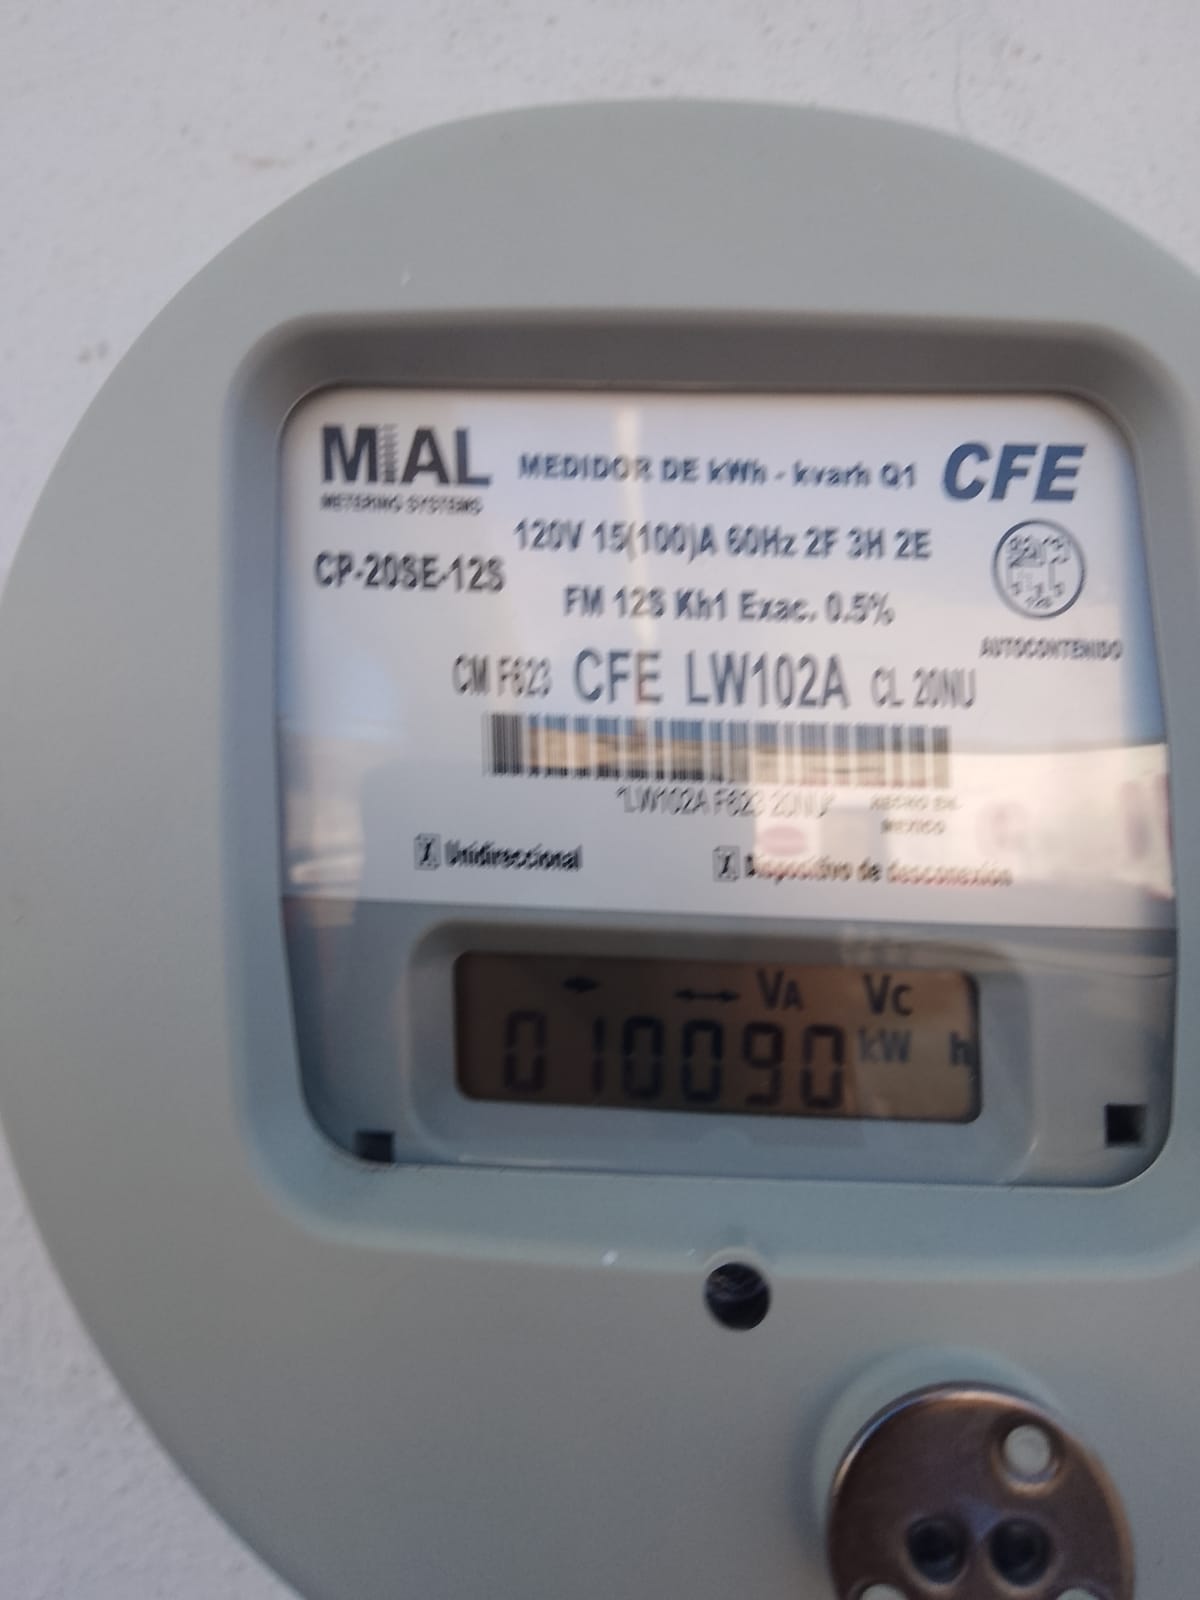 MIAL
METERING SYSTEMS
MEDIDOR DE kWh - kvarh Q1
CFE
120V 15(100)A 60Hz 2F 3H 2E
CP-20SE-12S
FM 12S Kh1 Exac. 0.5%
AUTOCONTENIDO
CM F623 CFE LW102A CL 20NU
*LW102A F623 20NU*
HECHO EN
MEXICO
X Unidireccional
X Dispositivo de desconexión
VA VC
010090 kW h